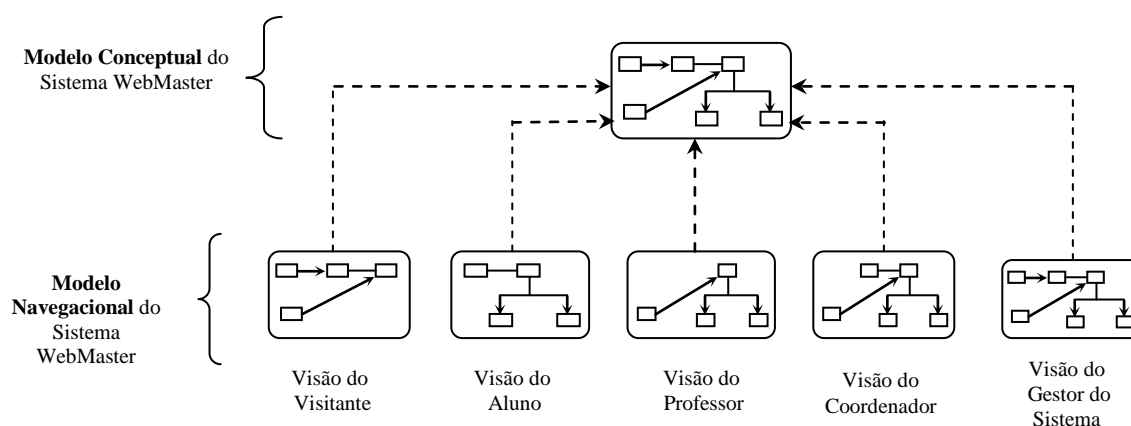 Modelo Conceptual do
Sistema WebMaster
Modelo
Navegacional do
Sistema
WebMaster
Visão do
Visitante
Visão do
Aluno
Visão do
Professor
Visão do
Coordenador
Visão do
Gestor do
Sistema